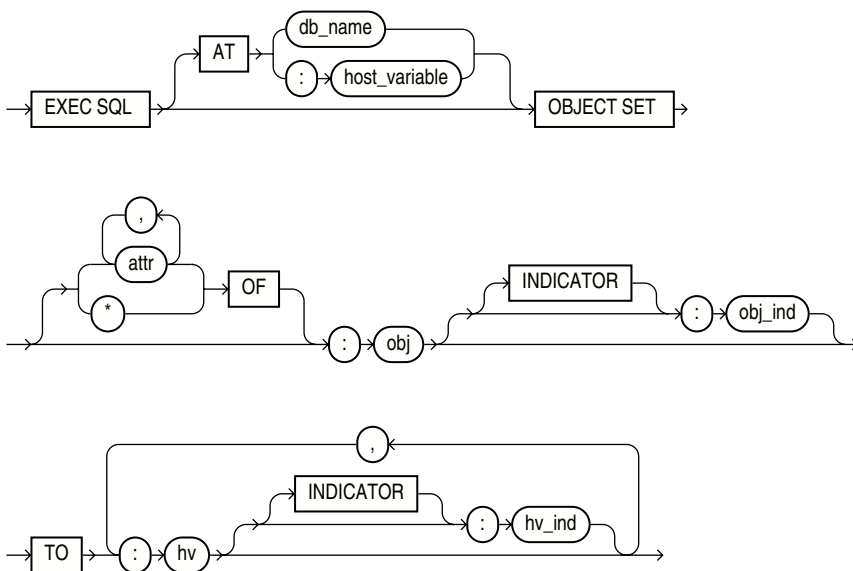 db_name
AT
: host_variable
EXEC SQL OBJECT SET
,
attr INDICATOR
* OF : obj_ind
: obj
,
INDICATOR
: hv_ind
TO : hv